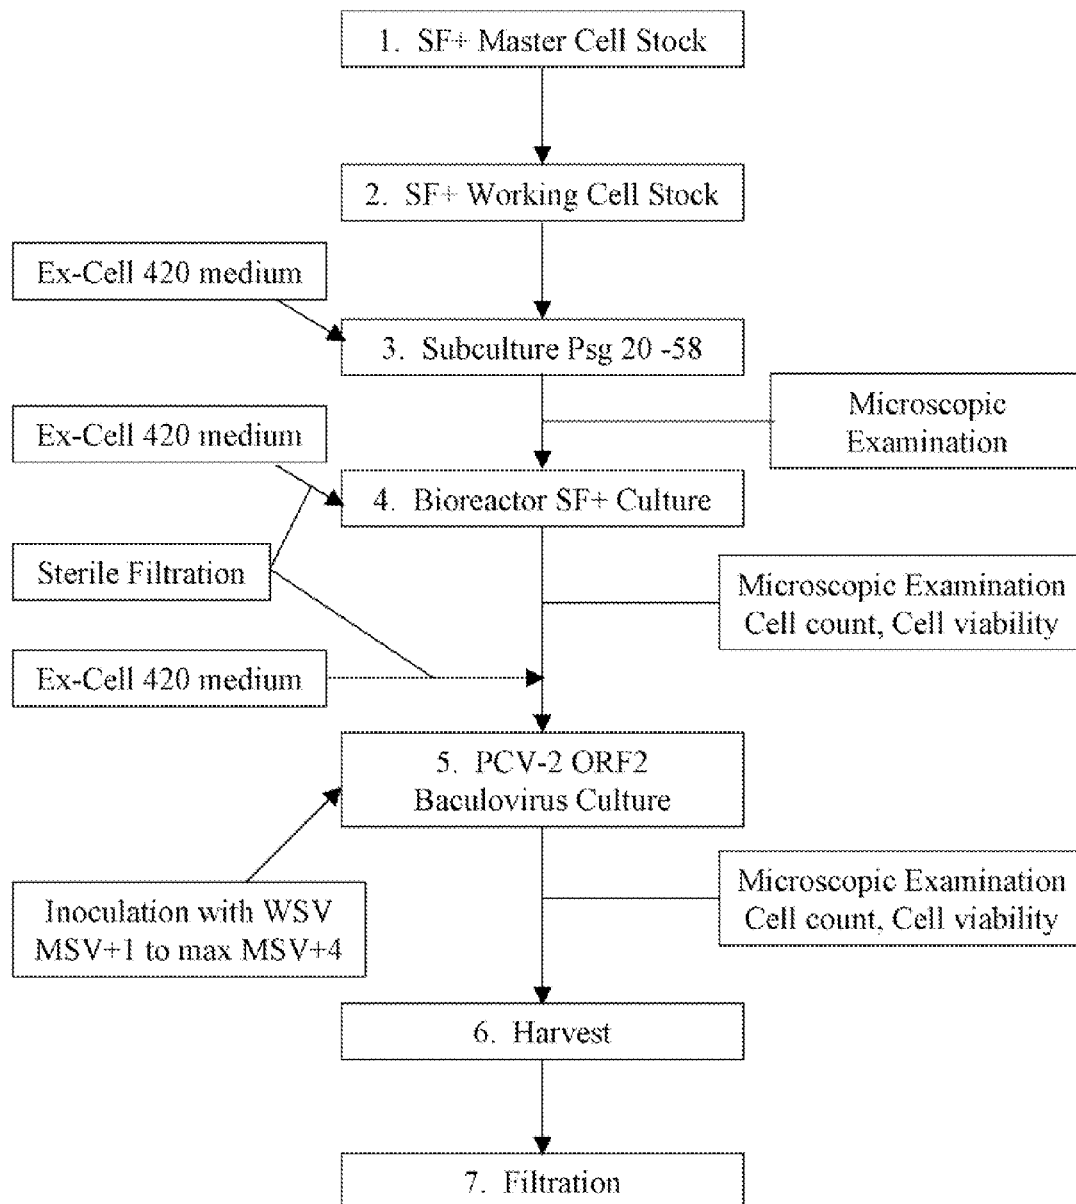 1. SF+ Master Cell Stock
2. SF+ Working Cell Stock
Ex-Cell 420 medium
3. Subculture Psg 20 -58
Microscopic
Examination
Ex-Cell 420 medium
4. Bioreactor SF+ Culture
Sterile Filtration
Microscopic Examination
Cell count, Cell viability
Ex-Cell 420 medium
5. PCV-2 ORF2
Baculovirus Culture
Inoculation with WSV
MSV+1 to max MSV+4
Microscopic Examination
Cell count, Cell viability
6. Harvest
7. Filtration